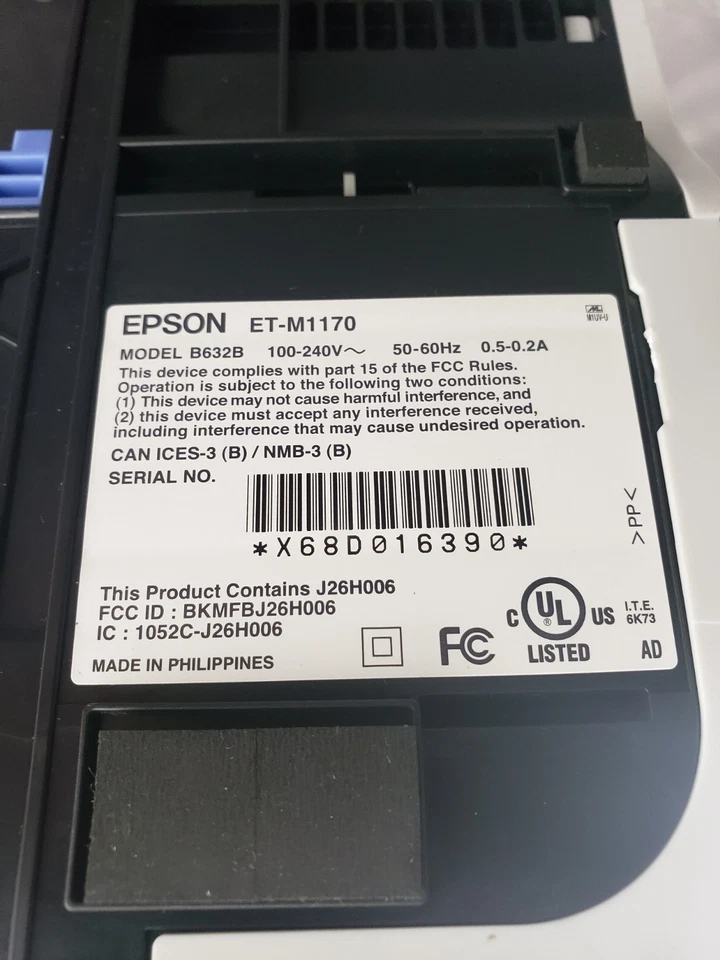 EPSON ET-M1170
MODEL B632B 100-240V～ 50-60Hz 0.5-0.2A
This device complies with part 15 of the FCC Rules.
Operation is subject to the following two conditions:
(1) This device may not cause harmful interference, and
(2) this device must accept any interference received,
including interference that may cause undesired operation.
CAN ICES-3 (B) / NMB-3 (B)
SERIAL NO.
*X68D016390*
>PP<
This Product Contains J26H006
FCC ID : BKMFBJ26H006
IC : 1052C-J26H006
MADE IN PHILIPPINES
FC
C UL ® US
LISTED
I.T.E.
6K73
AD